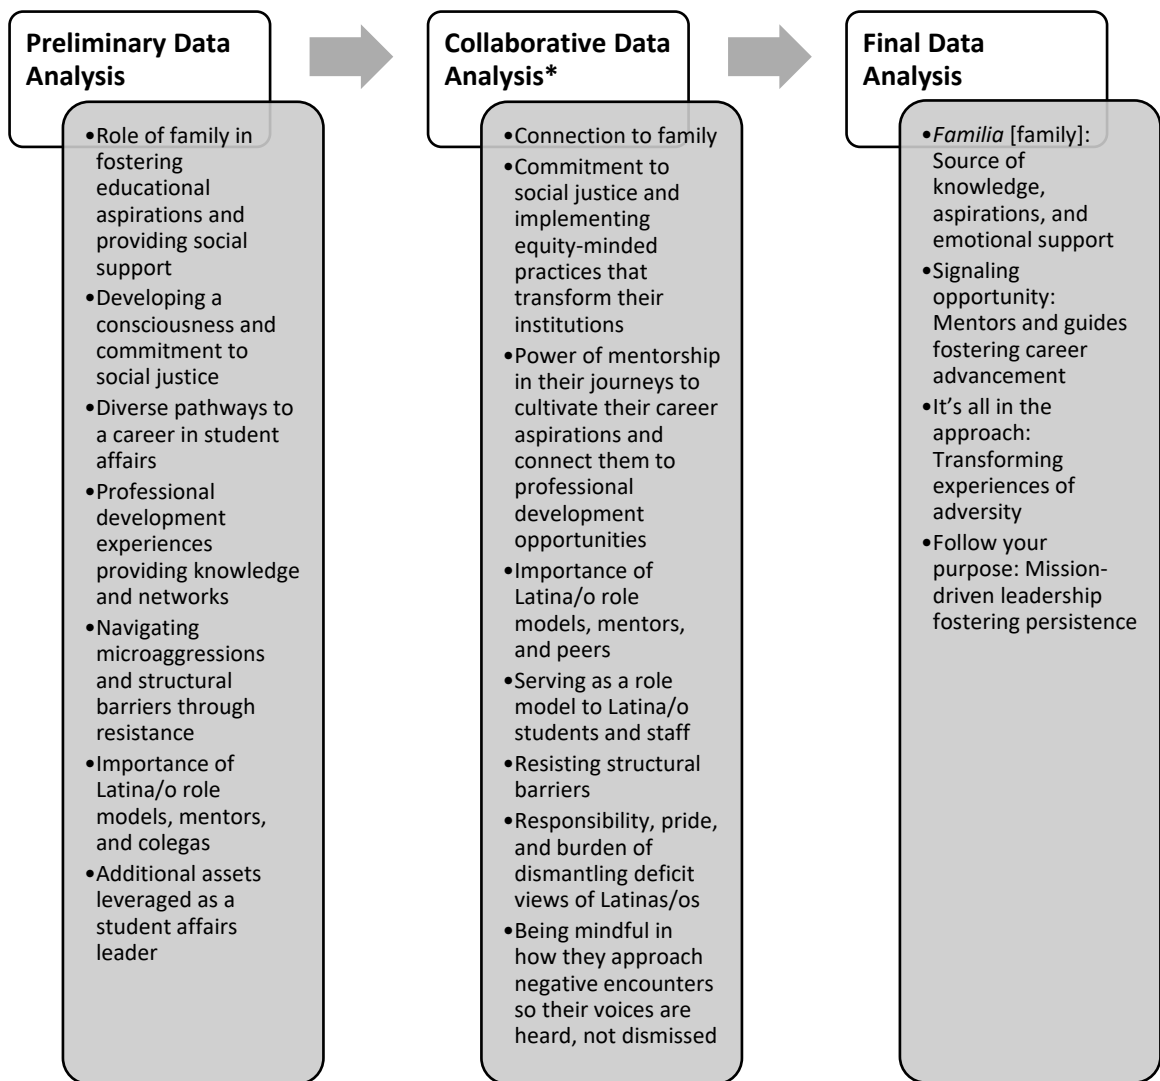 Preliminary Data
Analysis
•Role of family in
fostering
educational
aspirations and
providing social
support
•Developing a
consciousness and
commitment to
social justice
•Diverse pathways to
a career in student
affairs
•Professional
development
experiences
providing knowledge
and networks
•Navigating
microaggressions
and structural
barriers through
resistance
•Importance of
Latina/o role
models, mentors,
and colegas
•Additional assets
leveraged as a
student affairs
leader
Collaborative Data
Analysis*
•Connection to family
•Commitment to
social justice and
implementing
equity-minded
practices that
transform their
institutions
•Power of mentorship
in their journeys to
cultivate their career
aspirations and
connect them to
professional
development
opportunities
•Importance of
Latina/o role
models, mentors,
and peers
•Serving as a role
model to Latina/o
students and staff
•Resisting structural
barriers
•Responsibility, pride,
and burden of
dismantling deficit
views of Latinas/os
•Being mindful in
how they approach
negative encounters
so their voices are
heard, not dismissed
Final Data
Analysis
•Familia [family]:
Source of
knowledge,
aspirations, and
emotional support
•Signaling
opportunity:
Mentors and guides
fostering career
advancement
•It’s all in the
approach:
Transforming
experiences of
adversity
•Follow your
purpose: Mission-
driven leadership
fostering persistence